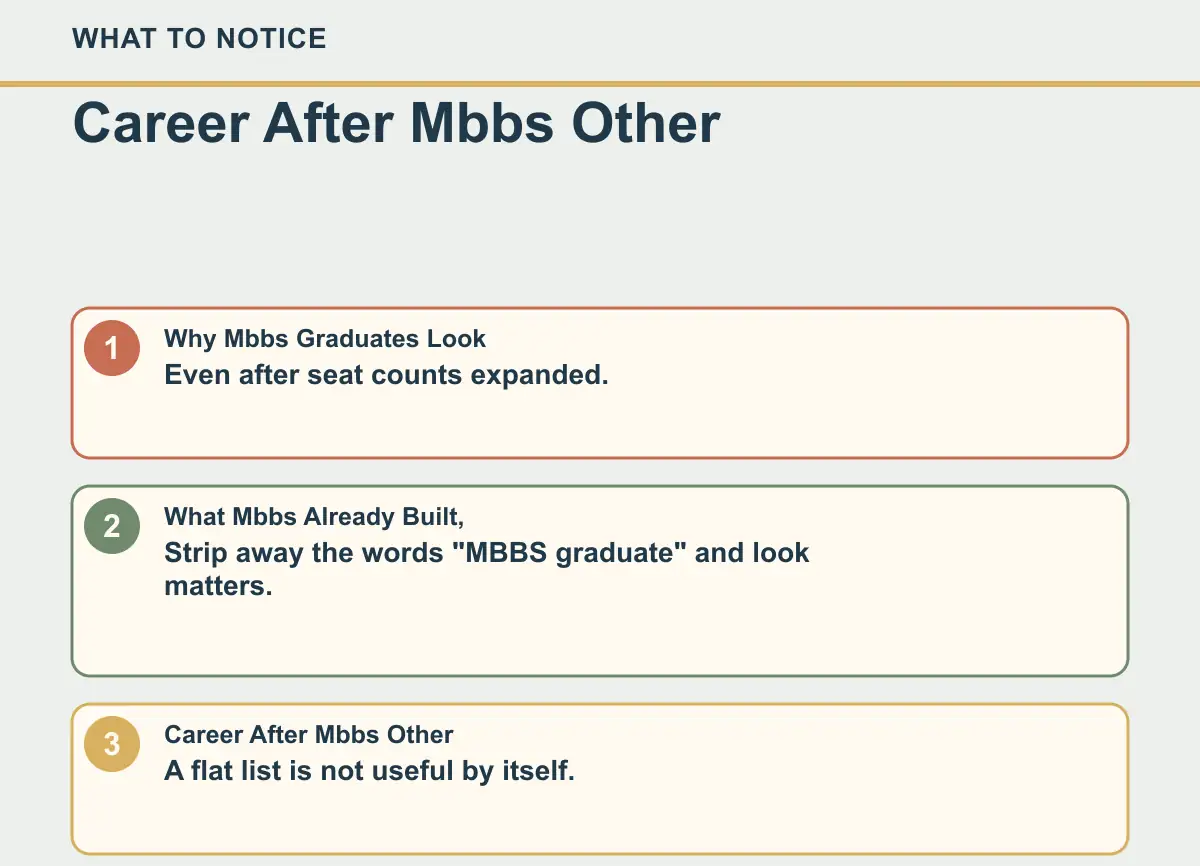 WHAT TO NOTICE
Career After Mbbs Other
1
Why Mbbs Graduates Look
Even after seat counts expanded.
2
What Mbbs Already Built,
Strip away the words "MBBS graduate" and look
matters.
3
Career After Mbbs Other
A flat list is not useful by itself.